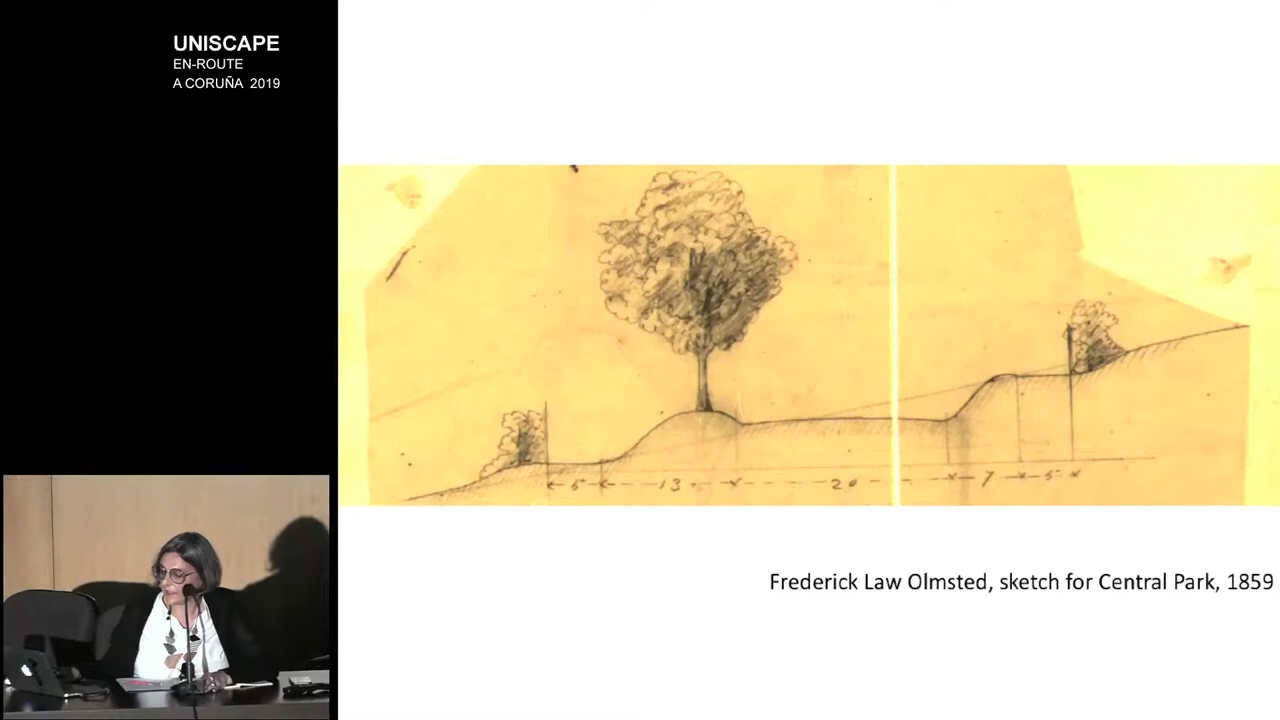 UNISCAPE
EN-ROUTE
A CORUÑA 2019
5 13 20 7 5
Frederick Law Olmsted, sketch for Central Park, 1859